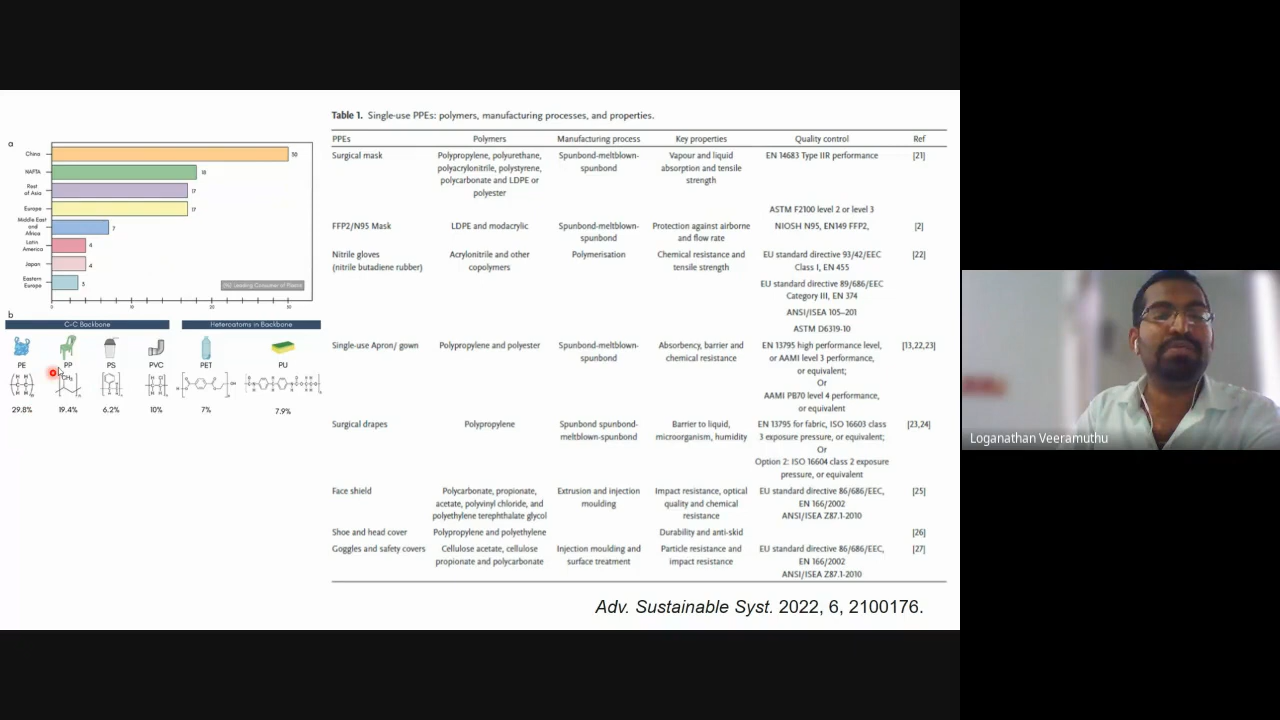 Table 1. Single-use PPEs: polymers, manufacturing processes, and properties.
PPEs Polymers Manufacturing process Key properties Quality control Ref
Surgical mask Polypropylene, polyurethane, Spunbond-meltblown- Vapour and liquid EN 14683 Type IIR performance [21]
polyacrylonitrile, polystyrene, spunbond absorption and tensile
polycarbonate and LDPE or strength
polyester
ASTM F2100 level 2 or level 3
FFP2/N95 Mask LDPE and modacrylic Spunbond-meltblown- Protection against airborne NIOSH N95, EN149 FFP2, [2]
spunbond and flow rate
Nitrile gloves Acrylonitrile and other Polymerisation Chemical resistance and EU standard directive 93/42/EEC [22]
(nitrile butadiene rubber) copolymers tensile strength Class I, EN 455
EU standard directive 89/686/EEC
Category III, EN 374
ANSI/ISEA 105–201
ASTM D6319-10
Single-use Apron/ gown Polypropylene and polyester Spunbond-meltblown- Absorbency, barrier and EN 13795 high performance level, [13,22,23]
spunbond chemical resistance or AAMI level 3 performance,
or equivalent;
Or
AAMI PB70 level 4 performance,
or equivalent
Surgical drapes Polypropylene Spunbond spunbond- Barrier to liquid, EN 13795 for fabric, ISO 16603 class [23,24]
meltblown-spunbond microorganism, humidity 3 exposure pressure, or equivalent;
Or
Option 2: ISO 16604 class 2 exposure
pressure, or equivalent
Face shield Polycarbonate, propionate, Extrusion and injection Impact resistance, optical EU standard directive 86/686/EEC, [25]
acetate, polyvinyl chloride, and moulding quality and chemical EN 166/2002
polyethylene terephthalate glycol resistance ANSI/ISEA Z87.1-2010
Shoe and head cover Polypropylene and polyethylene Durability and anti-skid [26]
Goggles and safety covers Cellulose acetate, cellulose Injection moulding and Particle resistance and EU standard directive 86/686/EEC, [27]
propionate and polycarbonate surface treatment impact resistance EN 166/2002
ANSI/ISEA Z87.1-2010
Adv. Sustainable Syst. 2022, 6, 2100176.
a
China
NAFTA 18
Rest
of Asia 17
Europe 17
Middle East
and
Africa 7
Latin
America 4
Japan 4
Eastern
Europe 3
(%) Leading Consumer of Plastic
0 10 20 30
b
C-C Backbone Heteroatoms in Backbone
PE PP PS PVC PET PU
29.8% 19.4% 6.2% 10% 7% 7.9%
Loganathan Veeramuthu